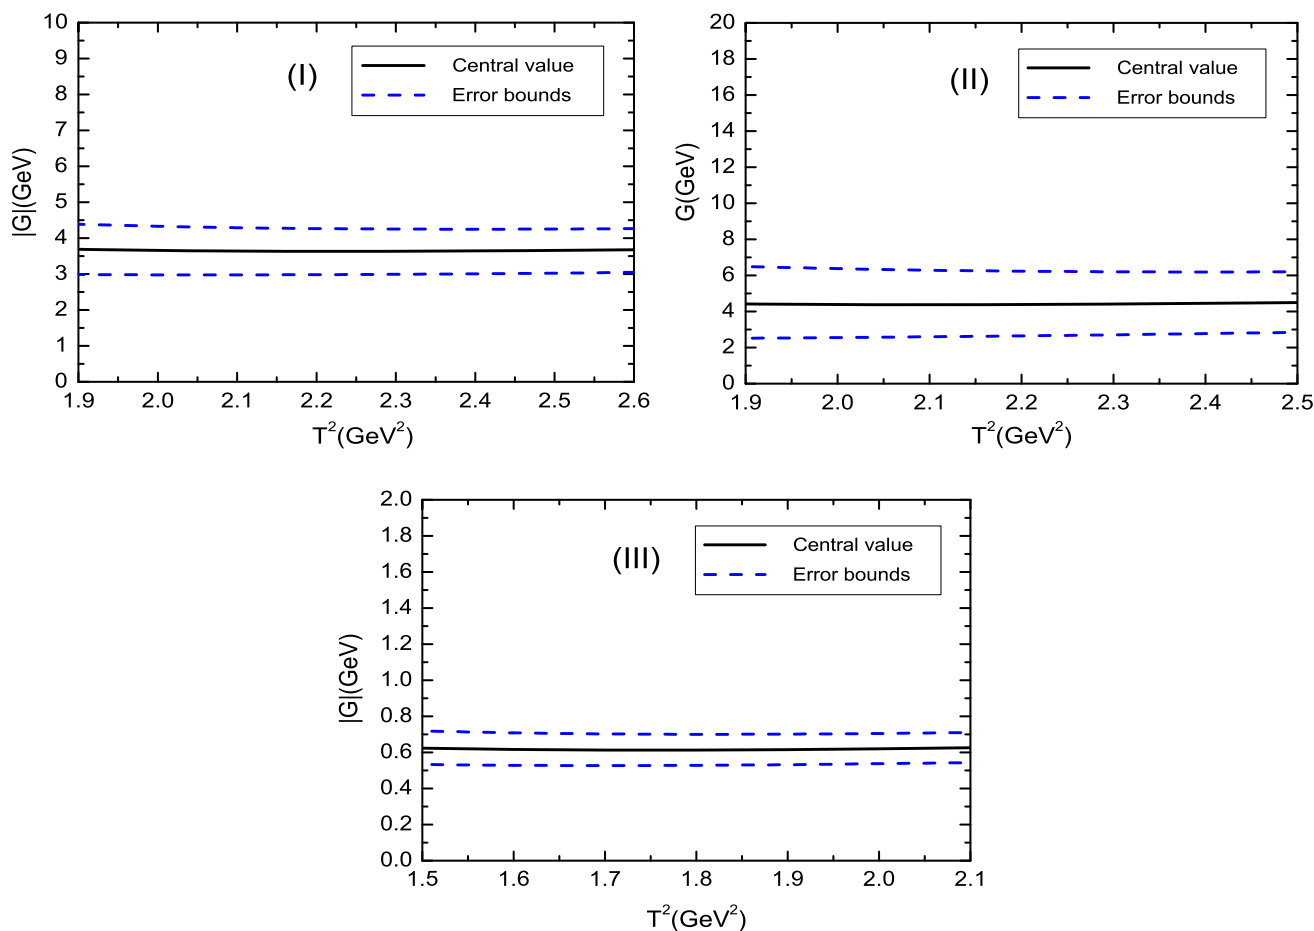 10
9
8
7
6
5
4
3
2
1
0
|G|(GeV)
(I)
Central value
Error bounds
1.9 2.0 2.1 2.2 2.3 2.4 2.5 2.6
T²(GeV²)
20
18
16
14
12
10
8
6
4
2
0
G(GeV)
(II)
Central value
Error bounds
1.9 2.0 2.1 2.2 2.3 2.4 2.5
T²(GeV²)
2.0
1.8
1.6
1.4
1.2
1.0
0.8
0.6
0.4
0.2
0.0
|G|(GeV)
(III)
Central value
Error bounds
1.5 1.6 1.7 1.8 1.9 2.0 2.1
T²(GeV²)